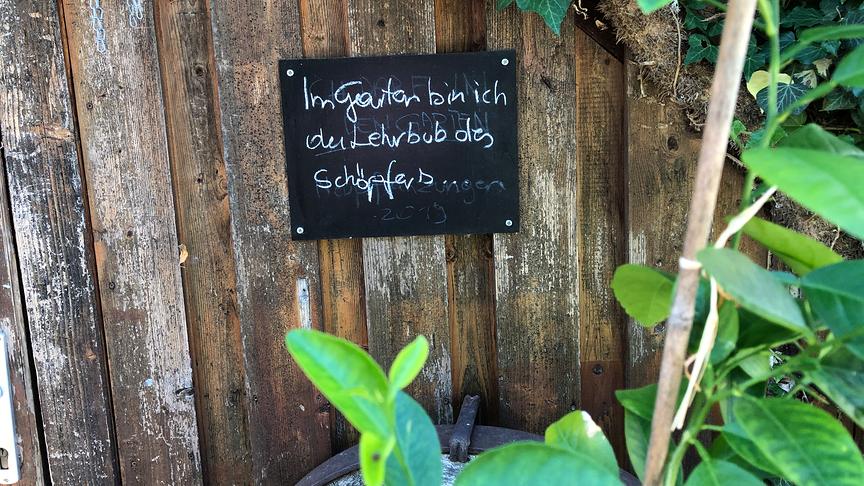 Im Garten bin ich
der Lehrbub des
Schöpfers
2019